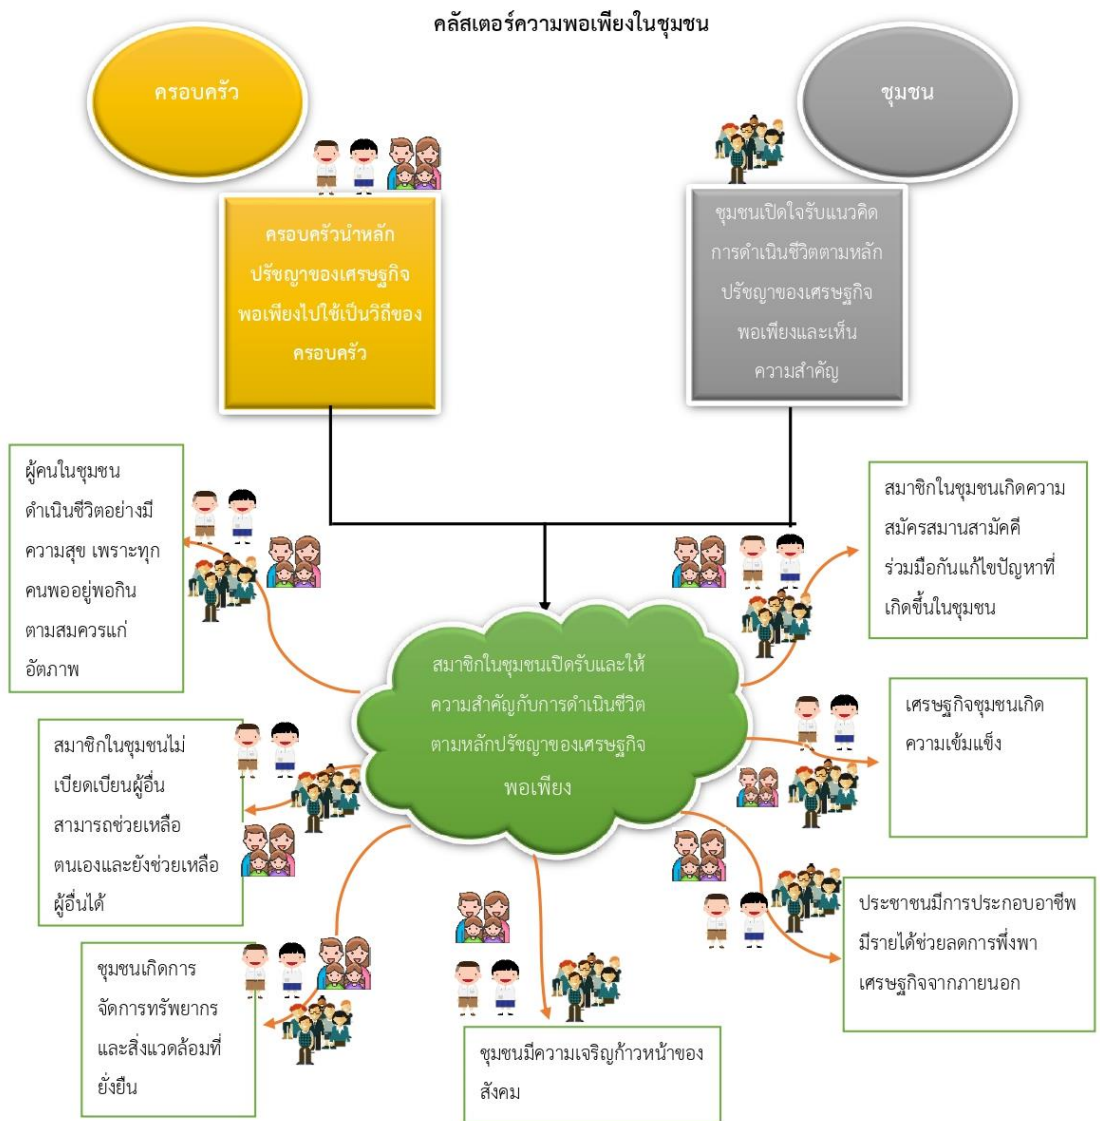 คลัสเตอร์ความพอเพียงในชุมชน
ครอบครัว
ชุมชน
ครอบครัวนำหลัก
ปรัชญาของเศรษฐกิจ
พอเพียงไปใช้เป็นวิถีของ
ครอบครัว
ชุมชนเปิดใจรับแนวคิด
การดำเนินชีวิตตามหลัก
ปรัชญาของเศรษฐกิจ
พอเพียงและเห็น
ความสำคัญ
ผู้คนในชุมชน
ดำเนินชีวิตอย่างมี
ความสุข เพราะทุก
คนพออยู่พอกิน
ตามสมควรแก่
อัตภาพ
สมาชิกในชุมชนเกิดความ
สมัครสมานสามัคคี
ร่วมมือกันแก้ไขปัญหาที่
เกิดขึ้นในชุมชน
สมาชิกในชุมชนเปิดรับและให้
ความสำคัญกับการดำเนินชีวิต
ตามหลักปรัชญาของเศรษฐกิจ
พอเพียง
สมาชิกในชุมชนไม่
เบียดเบียนผู้อื่น
สามารถช่วยเหลือ
ตนเองและยังช่วยเหลือ
ผู้อื่นได้
เศรษฐกิจชุมชนเกิด
ความเข้มแข็ง
ประชาชนมีการประกอบอาชีพ
มีรายได้ช่วยลดการพึ่งพา
เศรษฐกิจจากภายนอก
ชุมชนเกิดการ
จัดการทรัพยากร
และสิ่งแวดล้อมที่
ยั่งยืน
ชุมชนมีความเจริญก้าวหน้าของ
สังคม